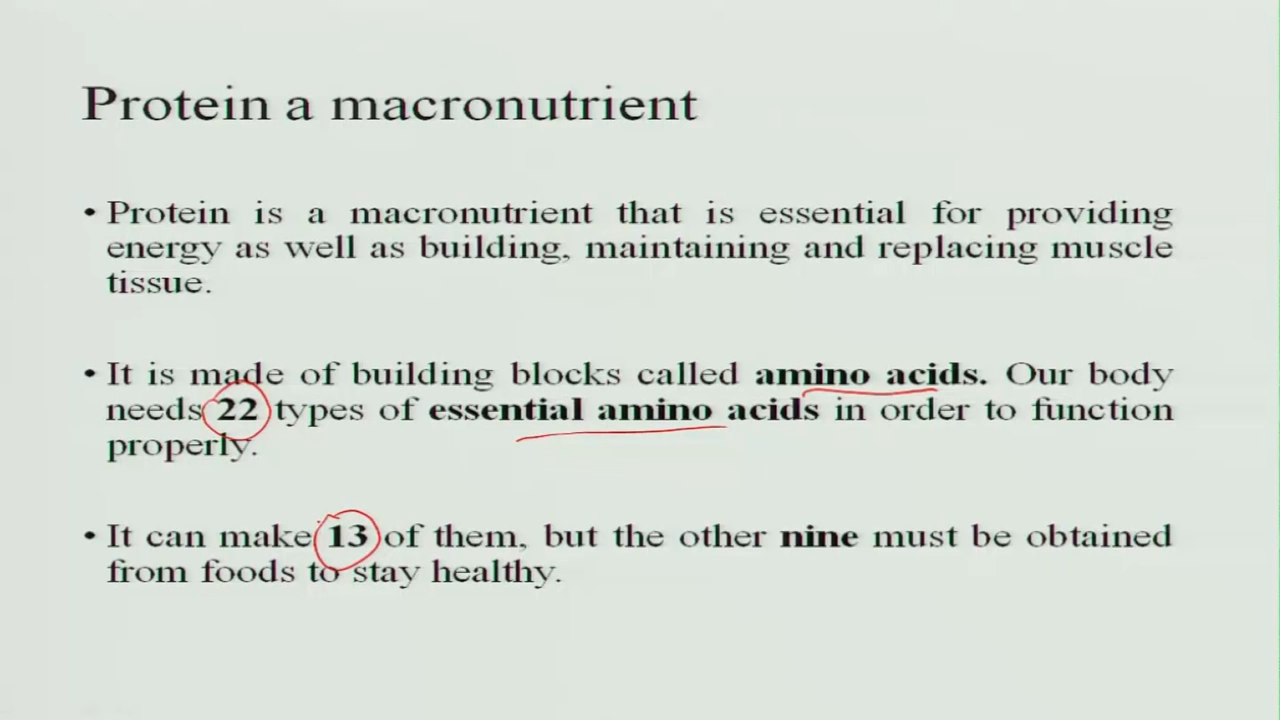 Protein a macronutrient
• Protein is a macronutrient that is essential for providing
energy as well as building, maintaining and replacing muscle
tissue.
• It is made of building blocks called amino acids. Our body
needs 22 types of essential amino acids in order to function
properly.
• It can make 13 of them, but the other nine must be obtained
from foods to stay healthy.